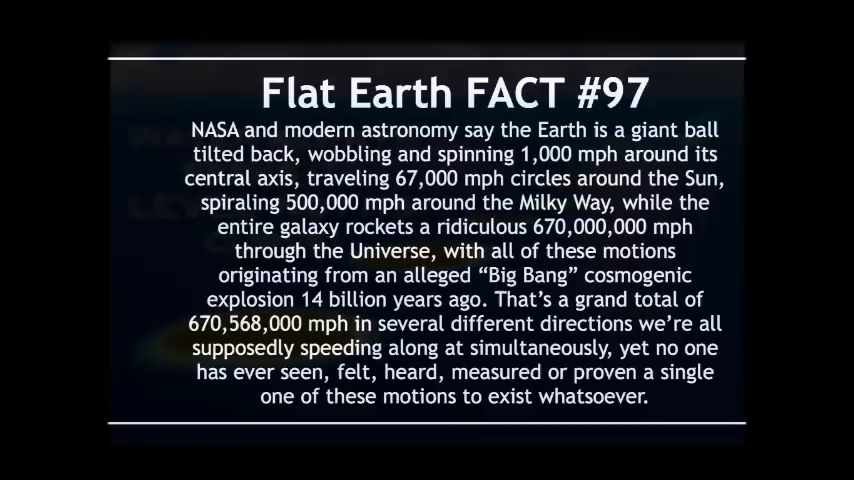 Flat Earth FACT #97
NASA and modern astronomy say the Earth is a giant ball
tilted back, wobbling and spinning 1,000 mph around its
central axis, traveling 67,000 mph circles around the Sun,
spiraling 500,000 mph around the Milky Way, while the
entire galaxy rockets a ridiculous 670,000,000 mph
through the Universe, with all of these motions
originating from an alleged “Big Bang” cosmogenic
explosion 14 billion years ago. That’s a grand total of
670,568,000 mph in several different directions we’re all
supposedly speeding along at simultaneously, yet no one
has ever seen, felt, heard, measured or proven a single
one of these motions to exist whatsoever.